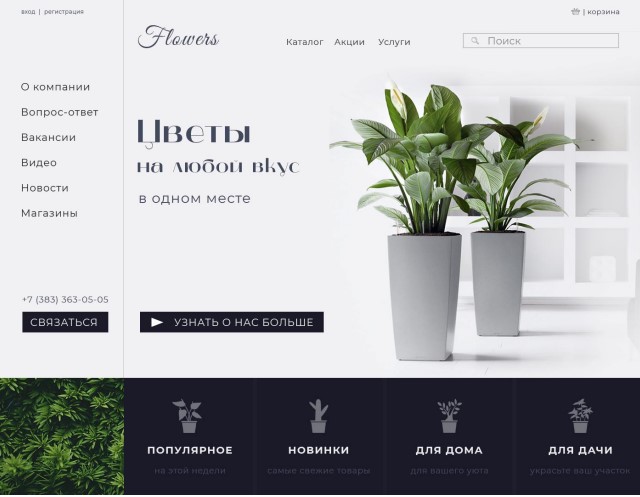 вход | регистрация
| корзина
Flowers
Каталог Акции Услуги
Поиск
О компании
Вопрос-ответ
Вакансии
Видео
Новости
Магазины
Цветы
на любой вкус
в одном месте
+7 (383) 363-05-05
СВЯЗАТЬСЯ
УЗНАТЬ О НАС БОЛЬШЕ
ПОПУЛЯРНОЕ
на этой недели
НОВИНКИ
самые свежие товары
ДЛЯ ДОМА
для вашего уюта
ДЛЯ ДАЧИ
украсьте ваш участок